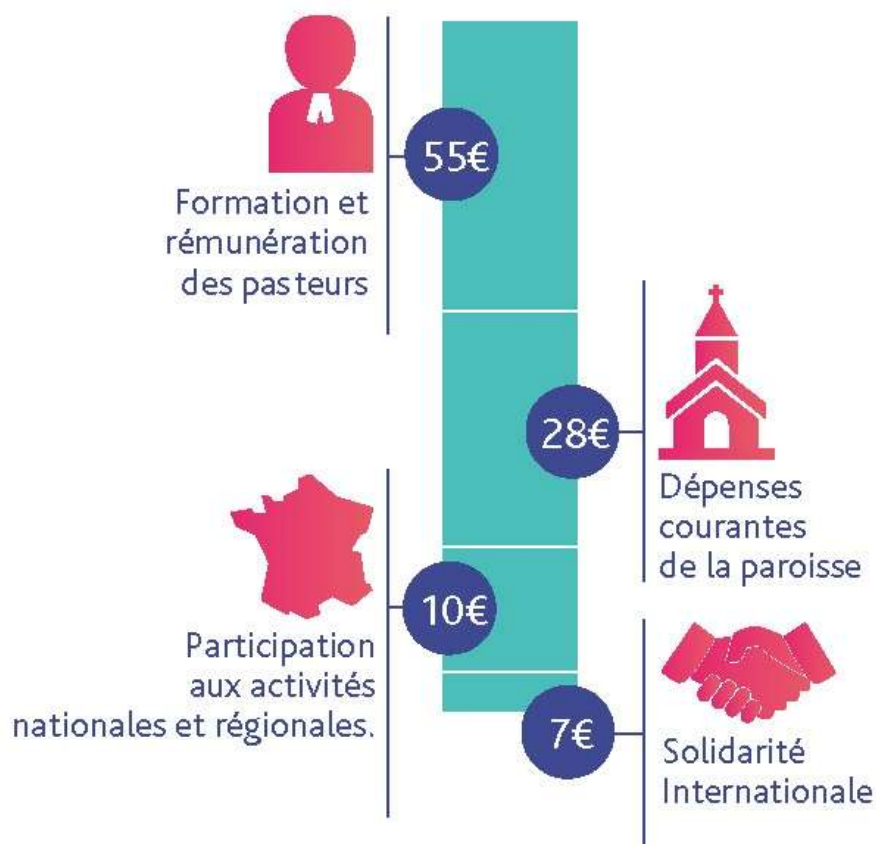 55€
Formation et
rémunération
des pasteurs
28€
Dépenses
courantes
de la paroisse
10€
Participation
aux activités
nationales et régionales.
7€
Solidarité
Internationale